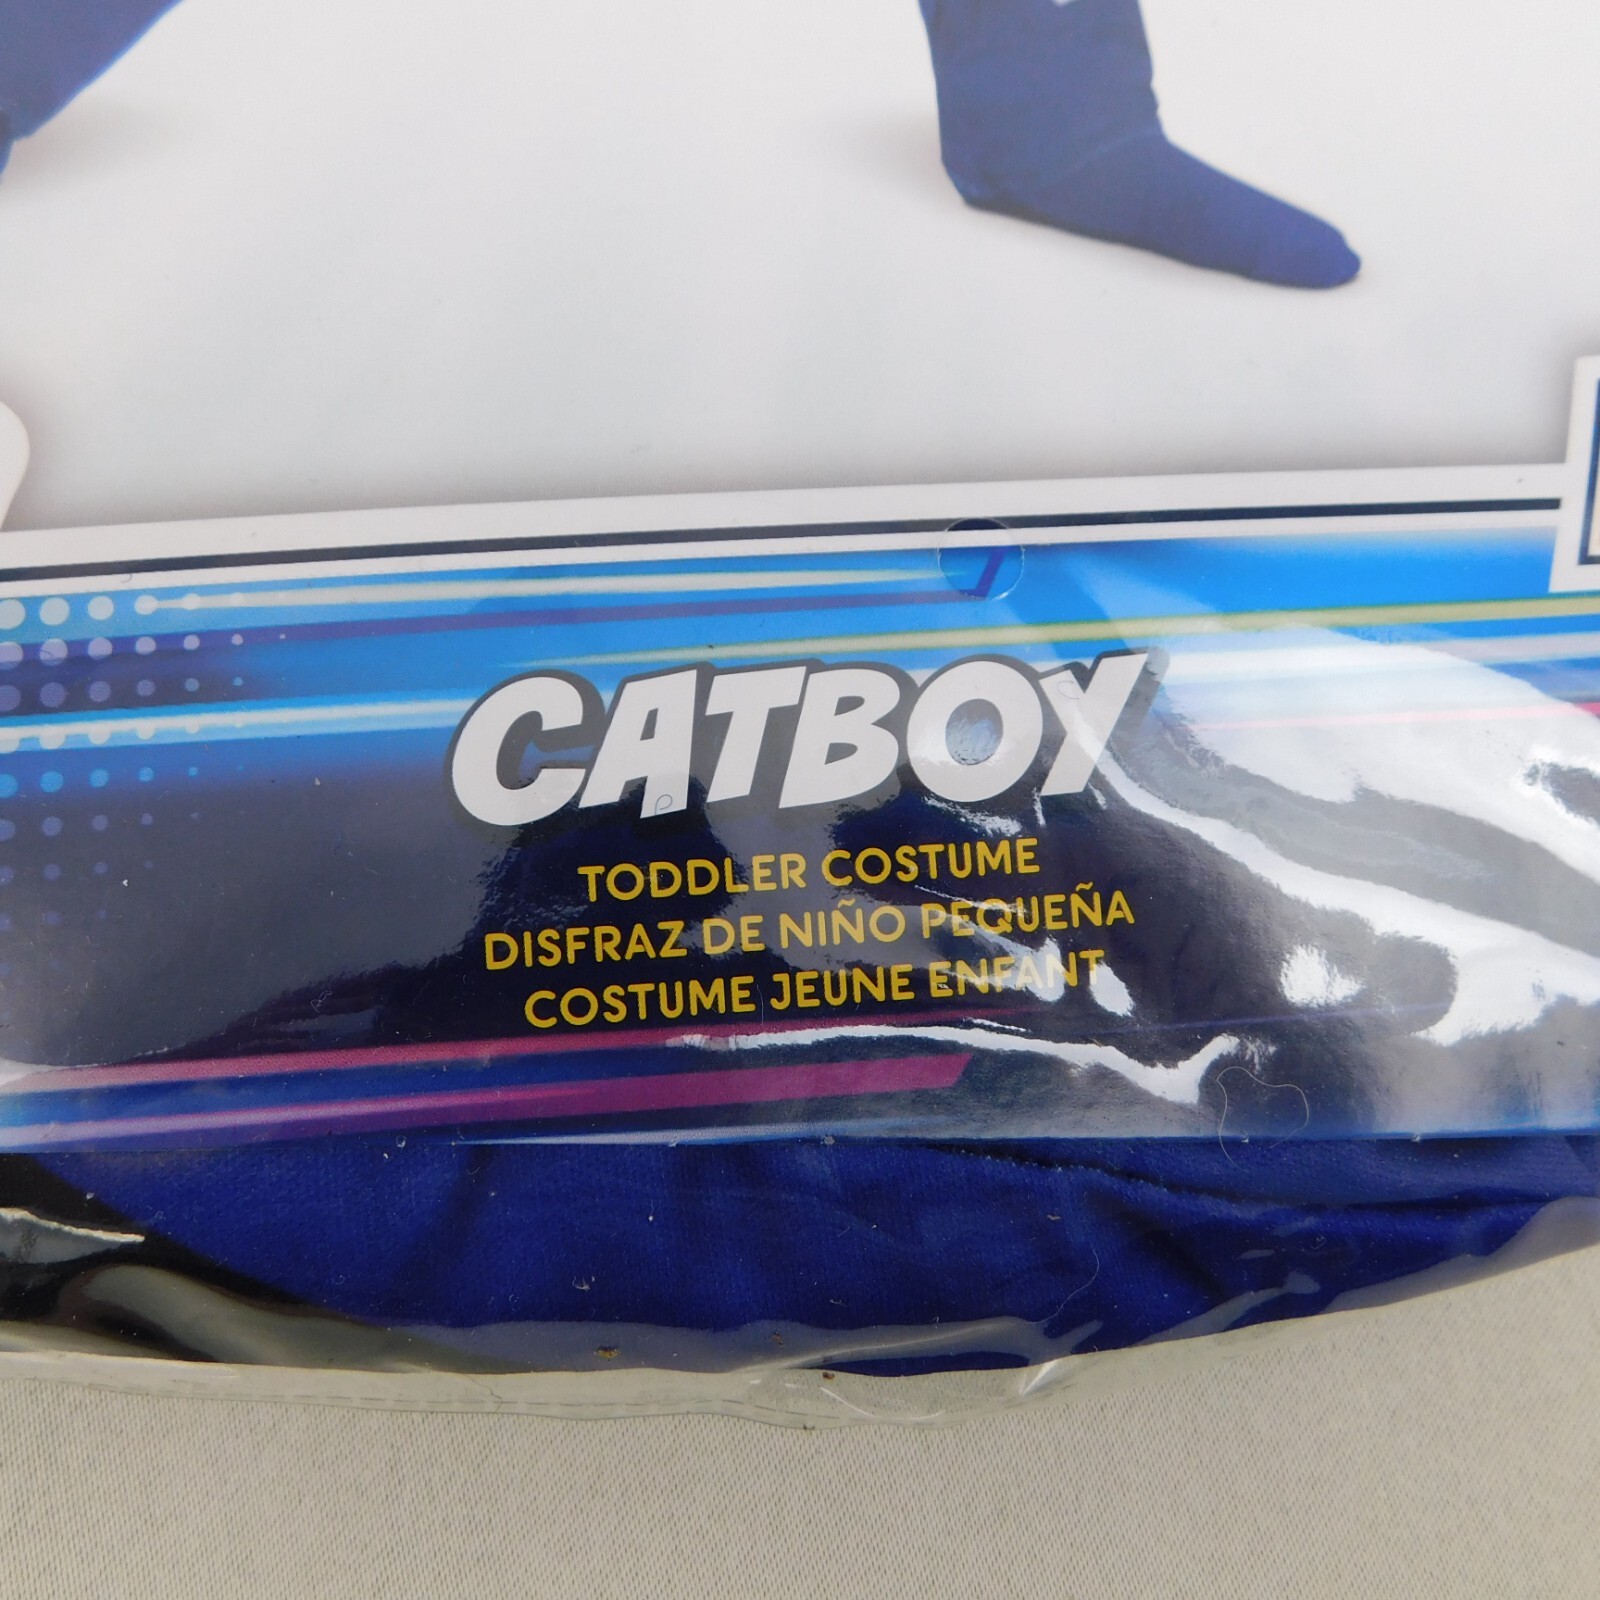 CATBOY
TODDLER COSTUME
DISFRAZ DE NIÑO PEQUEÑA
COSTUME JEUNE ENFANT